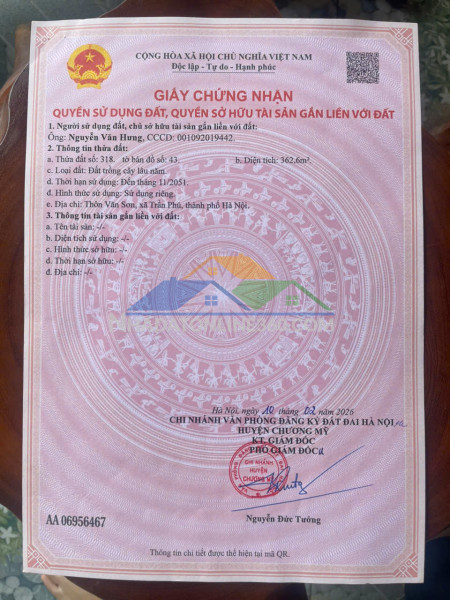 CỘNG HÒA XÃ HỘI CHỦ NGHĨA VIỆT NAM
Độc lập - Tự do - Hạnh phúc
GIẤY CHỨNG NHẬN
QUYỀN SỬ DỤNG ĐẤT, QUYỀN SỞ HỮU TÀI SẢN GẮN LIỀN VỚI ĐẤT
1. Người sử dụng đất, chủ sở hữu tài sản gắn liền với đất:
Ông: Nguyễn Văn Hưng, CCCD: 001092019442.
2. Thông tin thửa đất:
a. Thửa đất số: 318. tờ bản đồ số: 43. b. Diện tích: 362,6m².
c. Loại đất: Đất trồng cây lâu năm.
d. Thời hạn sử dụng: Đến tháng 11/2051.
đ. Hình thức sử dụng: Sử dụng riêng.
e. Địa chỉ: Thôn Văn Sơn, xã Trần Phú, thành phố Hà Nội.
3. Thông tin tài sản gắn liền với đất:
a. Tên tài sản: -/-
b. Diện tích sử dụng: -/-
c. Hình thức sở hữu: -/-
d. Thời hạn sở hữu: -/-
đ. Địa chỉ: -/-
Hà Nội, ngày 10 tháng 02 năm 2026
CHI NHÁNH VĂN PHÒNG ĐĂNG KÝ ĐẤT ĐAI HÀ NỘI
HUYỆN CHƯƠNG MỸ
KT. GIÁM ĐỐC
PHÓ GIÁM ĐỐC
CHI NHÁNH
HUYỆN
CHƯƠNG MỸ
AA 06956467
Nguyễn Đức Tưởng
Thông tin chi tiết được thể hiện tại mã QR.